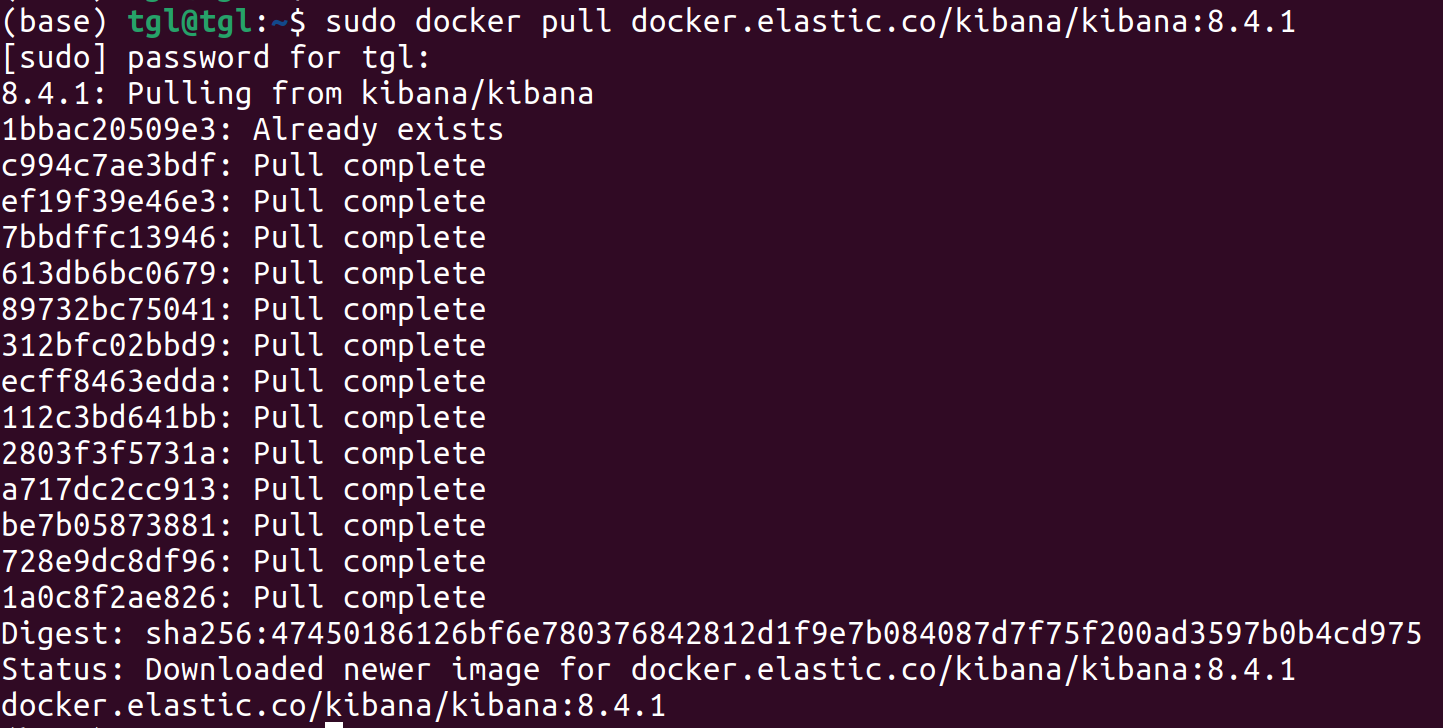 (base) tgl@tgl:~$ sudo docker pull docker.elastic.co/kibana/kibana:8.4.1
[sudo] password for tgl:
8.4.1: Pulling from kibana/kibana
1bbac20509e3: Already exists
c994c7ae3bdf: Pull complete
ef19f39e46e3: Pull complete
7bbdffc13946: Pull complete
613db6bc0679: Pull complete
89732bc75041: Pull complete
312bfc02bbd9: Pull complete
ecff8463edda: Pull complete
112c3bd641bb: Pull complete
2803f3f5731a: Pull complete
a717dc2cc913: Pull complete
be7b05873881: Pull complete
728e9dc8df96: Pull complete
1a0c8f2ae826: Pull complete
Digest: sha256:47450186126bf6e780376842812d1f9e7b084087d7f75f200ad3597b0b4cd975
Status: Downloaded newer image for docker.elastic.co/kibana/kibana:8.4.1
docker.elastic.co/kibana/kibana:8.4.1